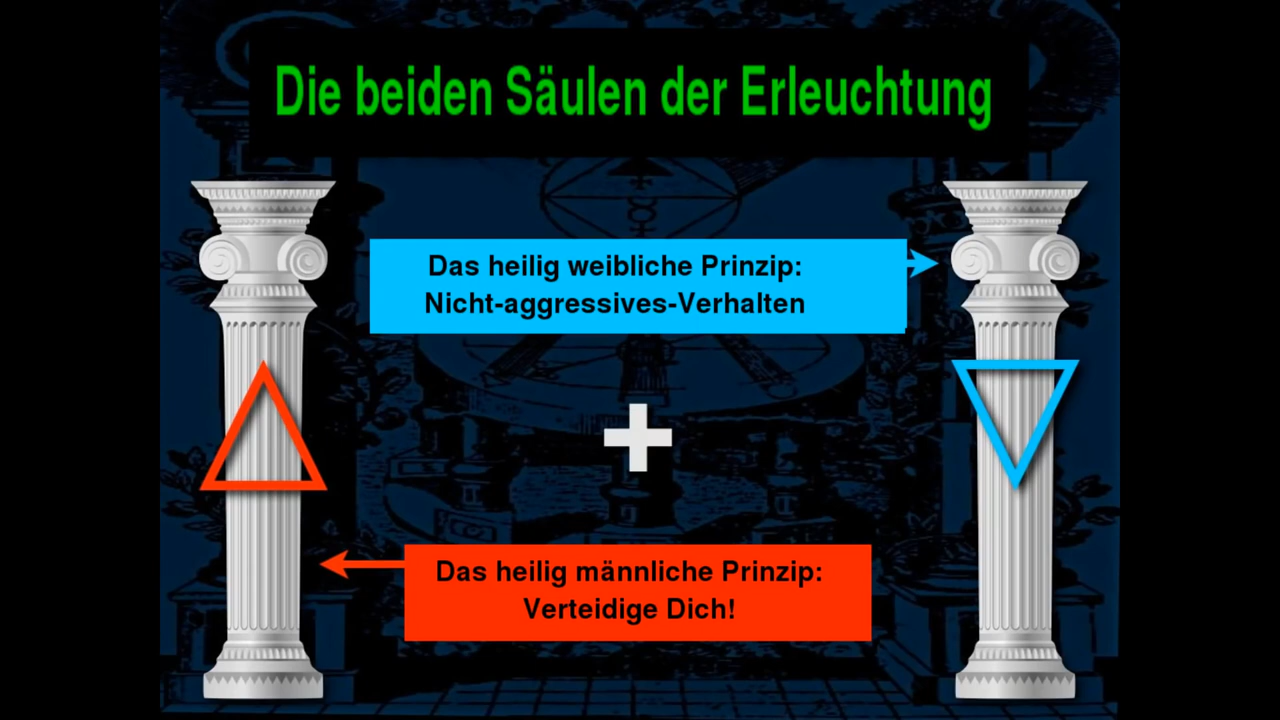 Die beiden Säulen der Erleuchtung
Das heilig weibliche Prinzip:
Nicht-aggressives-Verhalten
Das heilig männliche Prinzip:
Verteidige Dich!